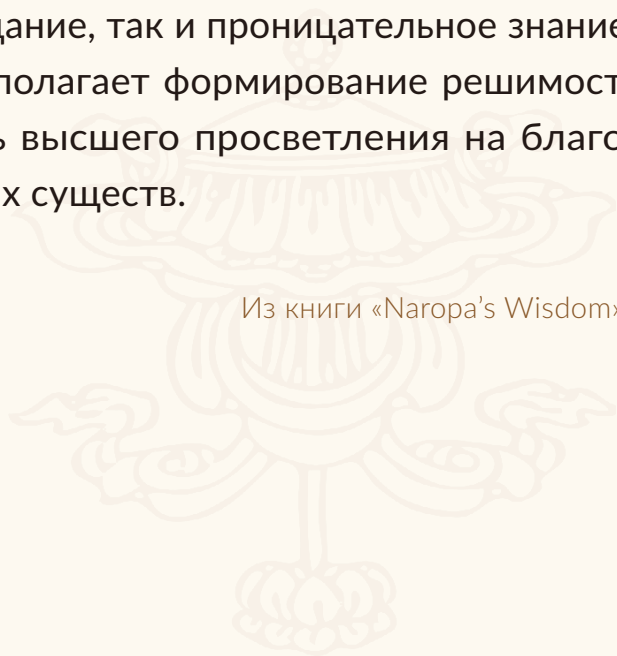 дание, так и проницательное знание
полагает формирование решимост
ь высшего просветления на благо
х существ.
Из книги «Naropa's Wisdom»